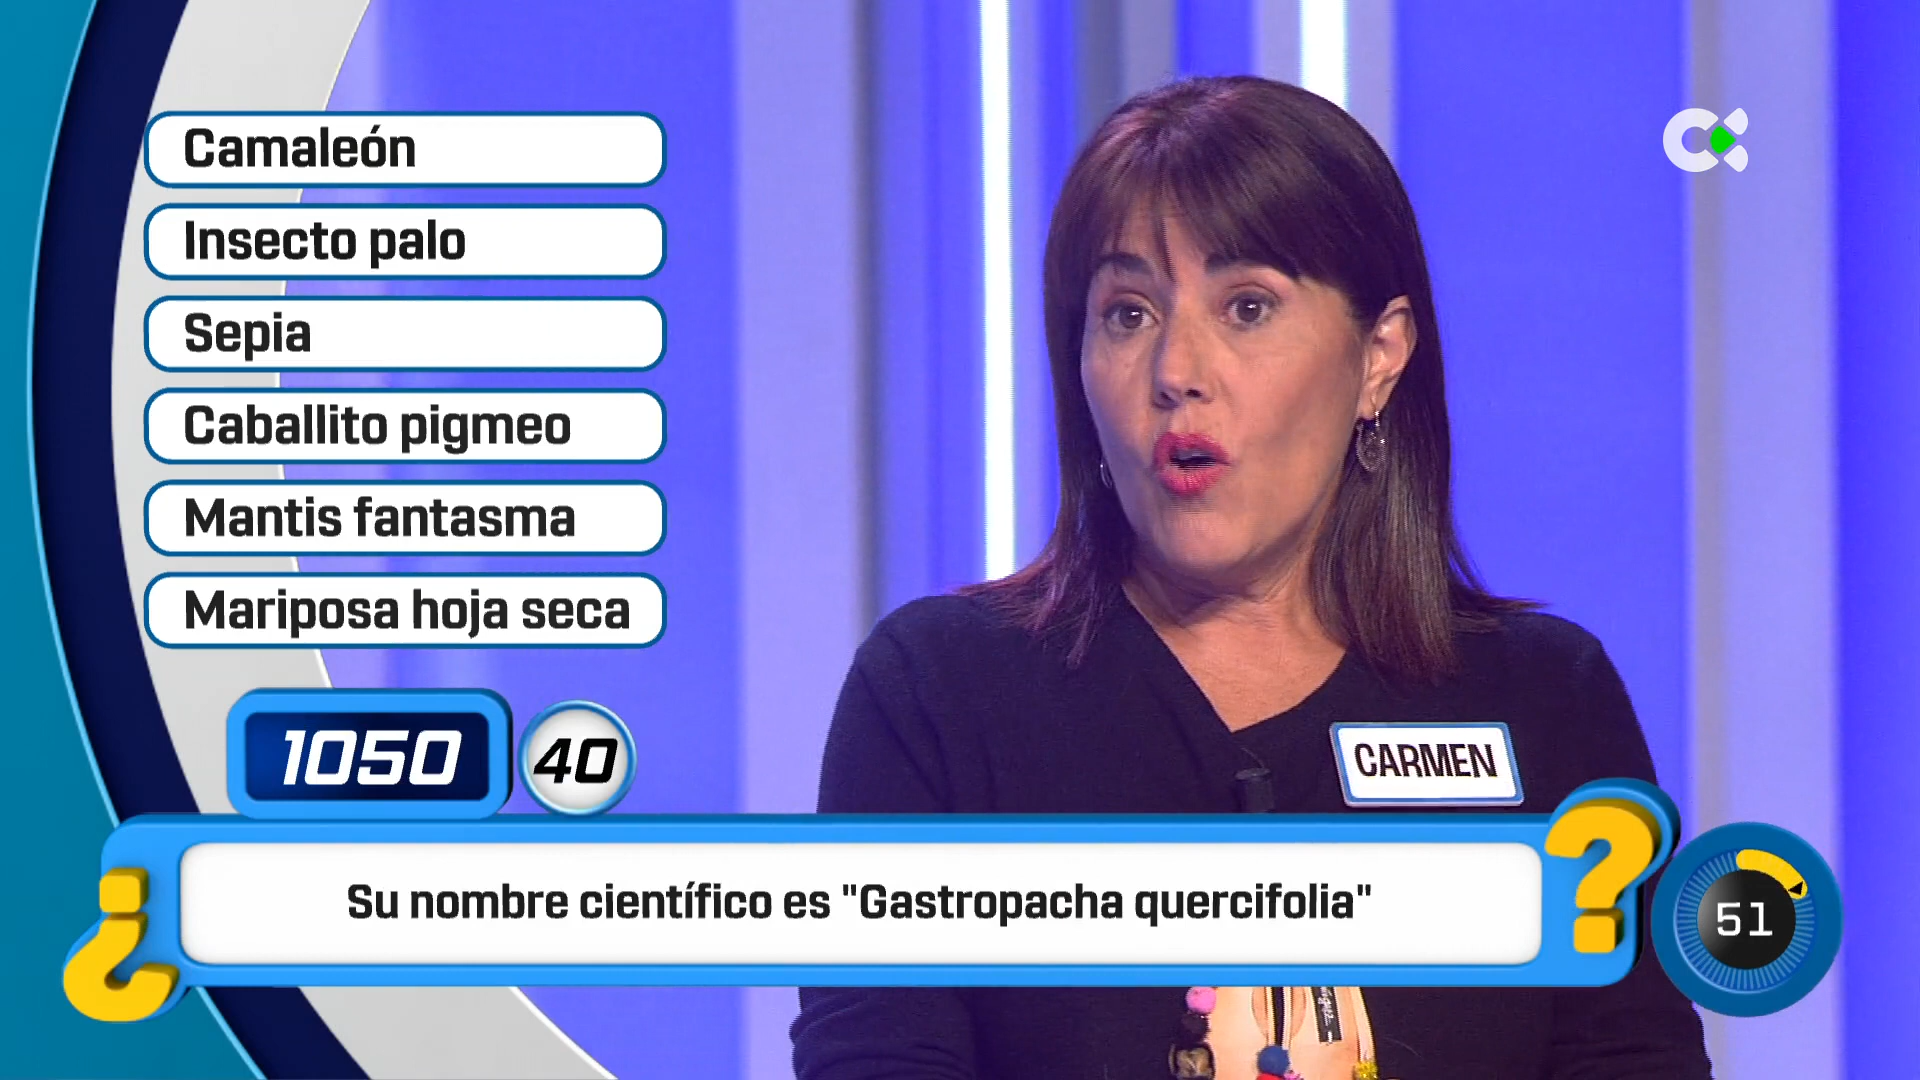 Camaleón
Insecto palo
Sepia
Caballito pigmeo
Mantis fantasma
Mariposa hoja seca
1050
40
CARMEN
¿
Su nombre científico es "Gastropacha quercifolia"
?
51